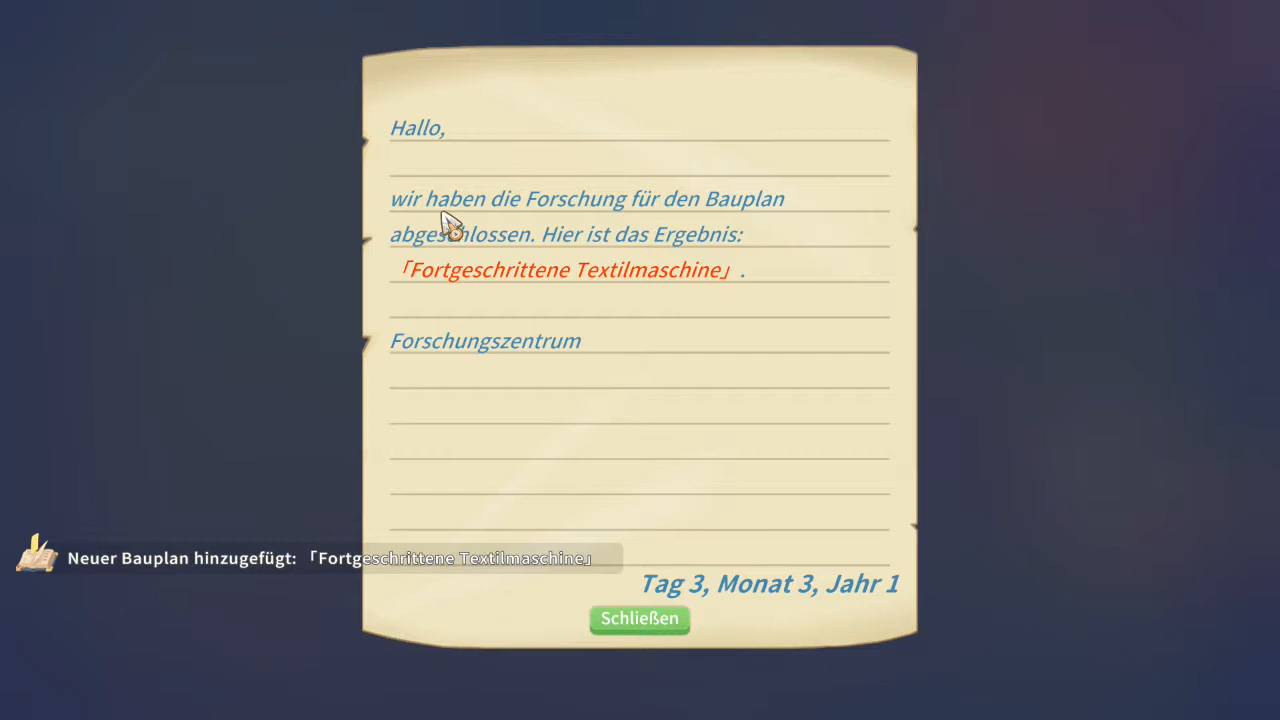 Hallo,
wir haben die Forschung für den Bauplan
abgeschlossen. Hier ist das Ergebnis:
「Fortgeschrittene Textilmaschine」.
Forschungszentrum
Neuer Bauplan hinzugefügt: 「Fortgeschrittene Textilmaschine」
Tag 3, Monat 3, Jahr 1
Schließen